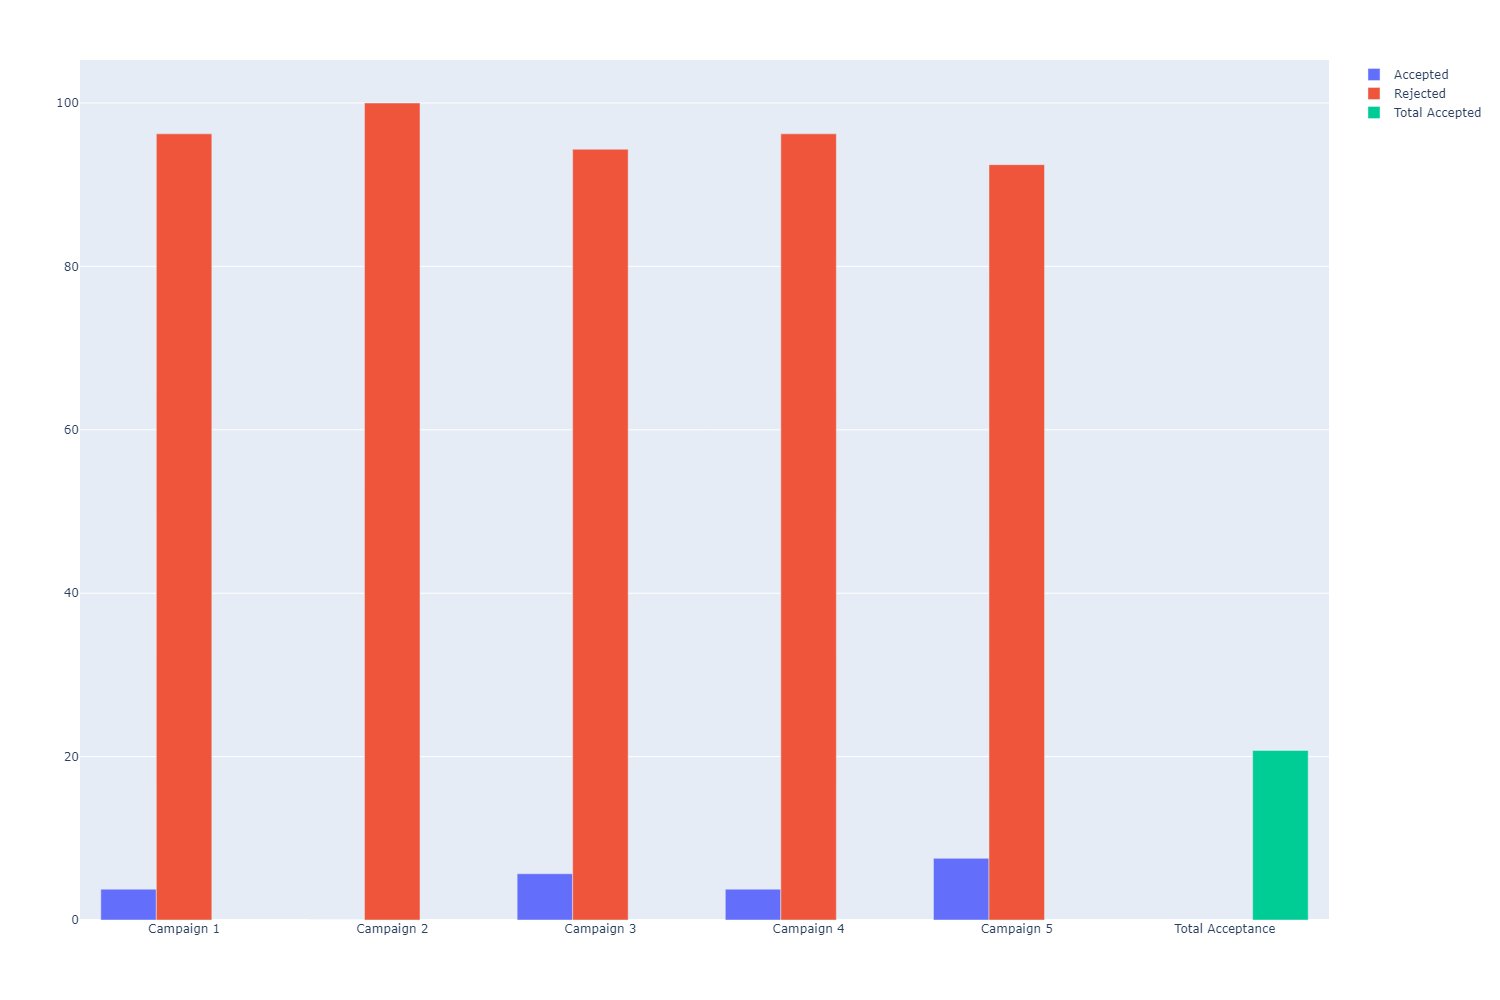 100
80
60
40
20
0
Campaign 1
Campaign 2
Campaign 3
Campaign 4
Campaign 5
Total Acceptance
Accepted
Rejected
Total Accepted